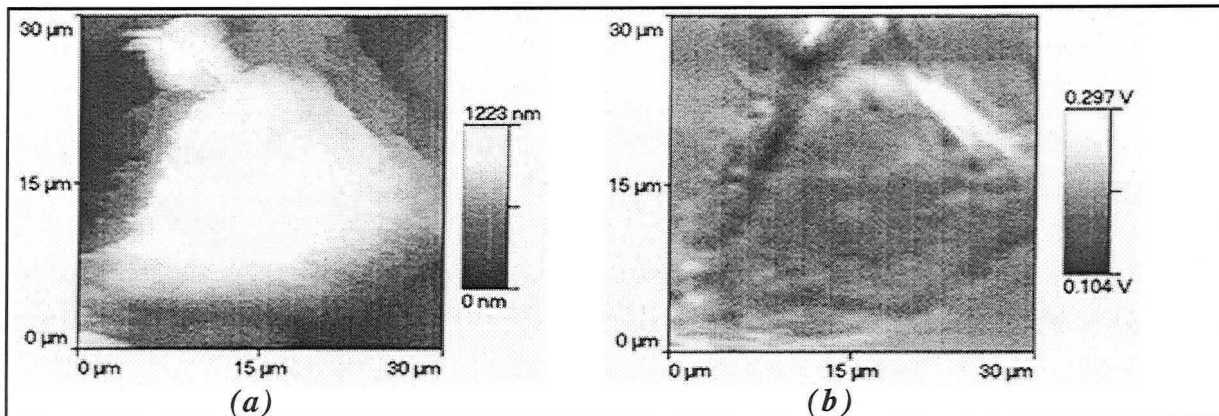 30 µm
1223 nm
15 µm
0 nm
0 µm
0 µm 15 µm 30 µm
(a)
30 µm
0.297 V
15 µm
0.104 V
0 µm
0 µm 15 µm 30 µm
(b)